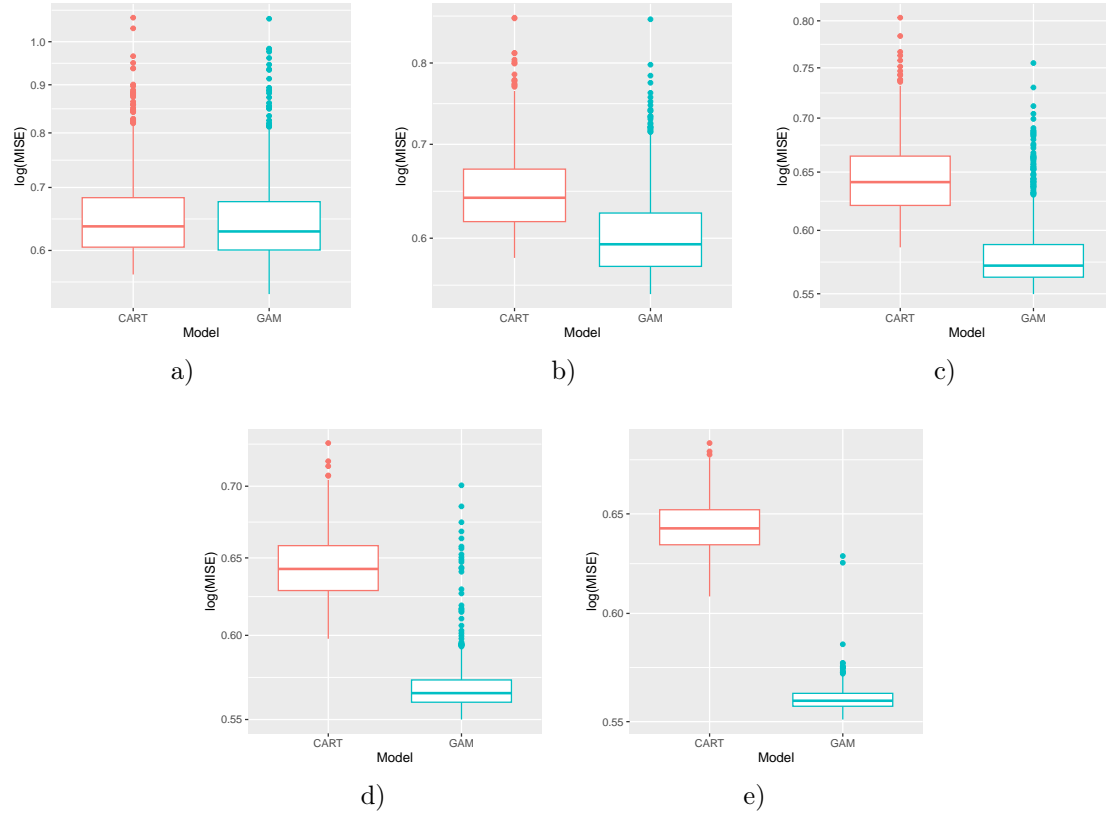 log(MISE)
1.0
0.9
0.8
0.7
0.6
CART
GAM
Model
a)
log(MISE)
0.8
0.7
0.6
CART
GAM
Model
b)
log(MISE)
0.80
0.75
0.70
0.65
0.60
0.55
CART
GAM
Model
c)
log(MISE)
0.70
0.65
0.60
0.55
CART
GAM
Model
d)
log(MISE)
0.65
0.60
0.55
CART
GAM
Model
e)